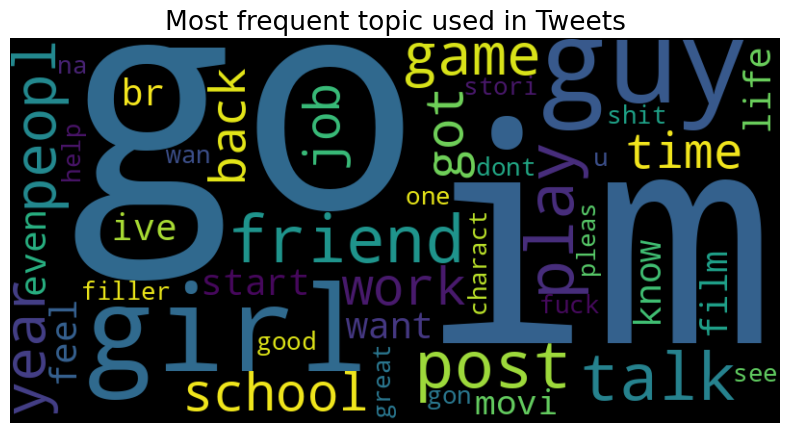 Most frequent topic used in Tweets
go
im
guy
girl
game
stori
shit
life
peopl
na
help
br
wan
back
job
got
dont
u
time
one
play
ive
even
friend
charact
pleas
know
film
filler
start
work
fuck
year
feel
good
want
school
great
gon
post
movi
talk
see